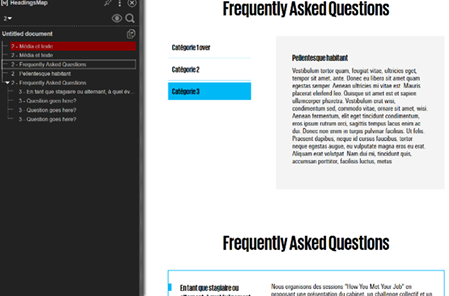 HeadingsMap
2
Untitled document
2 - Média et texte
2 - Média et texte
2 - Frequently Asked Questions
2 Pellentesque habitant
2 - Frequently Asked Questions
3 - En tant que stagiaire ou alternant, à quel év...
3 - Question goes here?
3 - Question goes here?
3 - Question goes here?
Frequently Asked Questions
Catégorie 1 over
Catégorie 2
Catégorie 3
Pellentesque habitant
Vestibulum tortor quam, feugiat vitae, ultricies eget,
tempor sit amet, ante. Donec eu libero sit amet quam
egestas semper. Aenean ultricies mi vitae est. Mauris
placerat eleifend leo. Quisque sit amet est et sapien
ullamcorper pharetra. Vestibulum erat wisi,
condimentum sed, commodo vitae, ornare sit amet, wisi.
Aenean fermentum, elit eget tincidunt condimentum,
eros ipsum rutrum orci, sagittis tempus lacus enim ac
dui. Donec non enim in turpis pulvinar facilisis. Ut felis.
Praesent dapibus, neque id cursus faucibus, tortor
neque egestas augue, eu vulputate magna eros eu erat.
Aliquam erat volutpat. Nam dui mi, tincidunt quis,
accumsan porttitor, facilisis luctus, metus
Frequently Asked Questions
En tant que stagiaire ou
Nous organisons des sessions "How You Met Your Job" en
proposant une présentation du cabinet, un challenge collectif et un